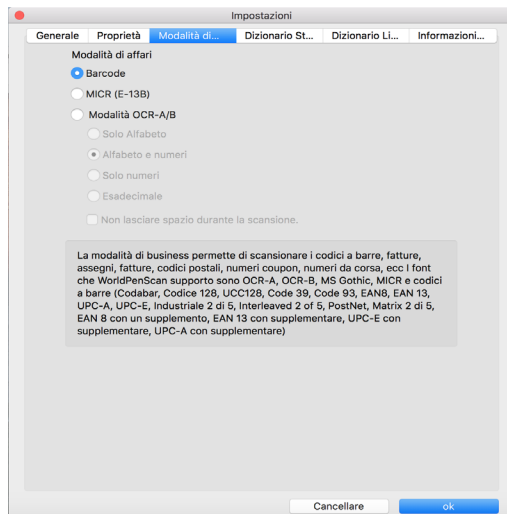 Impostazioni
Generale Proprietà Modalità di... Dizionario St... Dizionario Li... Informazioni...
Modalità di affari
Barcode
MICR (E-13B)
Modalità OCR-A/B
Solo Alfabeto
Alfabeto e numeri
Solo numeri
Esadecimale
Non lasciare spazio durante la scansione.
La modalità di business permette di scansionare i codici a barre, fatture,
assegni, fatture, codici postali, numeri coupon, numeri da corsa, ecc I font
che WorldPenScan supporto sono OCR-A, OCR-B, MS Gothic, MICR e codici
a barre (Codabar, Codice 128, UCC128, Code 39, Code 93, EAN8, EAN 13,
UPC-A, UPC-E, Industriale 2 di 5, Interleaved 2 of 5, PostNet, Matrix 2 di 5,
EAN 8 con un supplemento, EAN 13 con supplementare, UPC-E con
supplementare, UPC-A con supplementare)
Cancellare ok